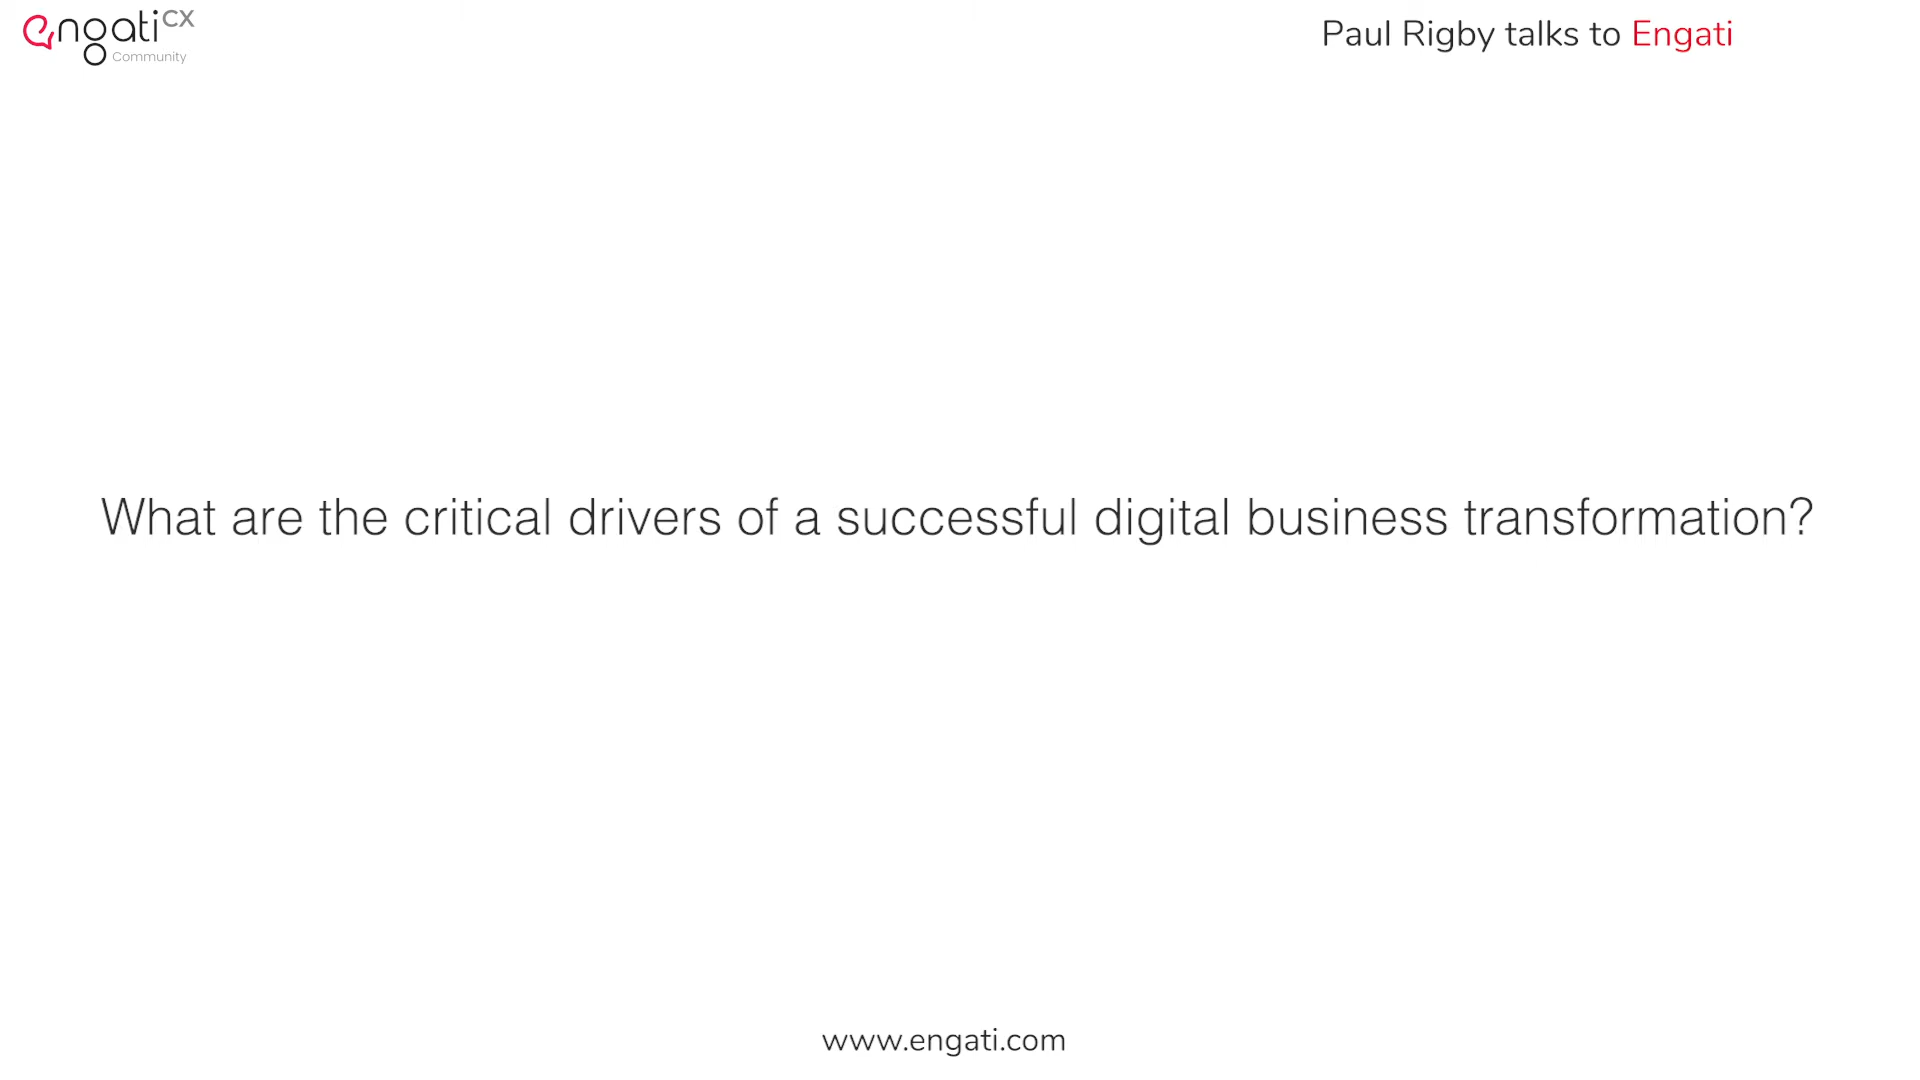 engati CX
Community
Paul Rigby talks to Engati
What are the critical drivers of a successful digital business transformation?
www.engati.com